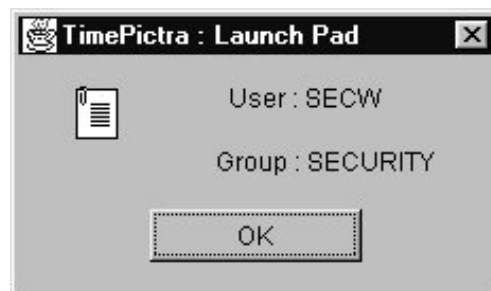 TimePictra : Launch Pad
User : SECW
Group : SECURITY
OK